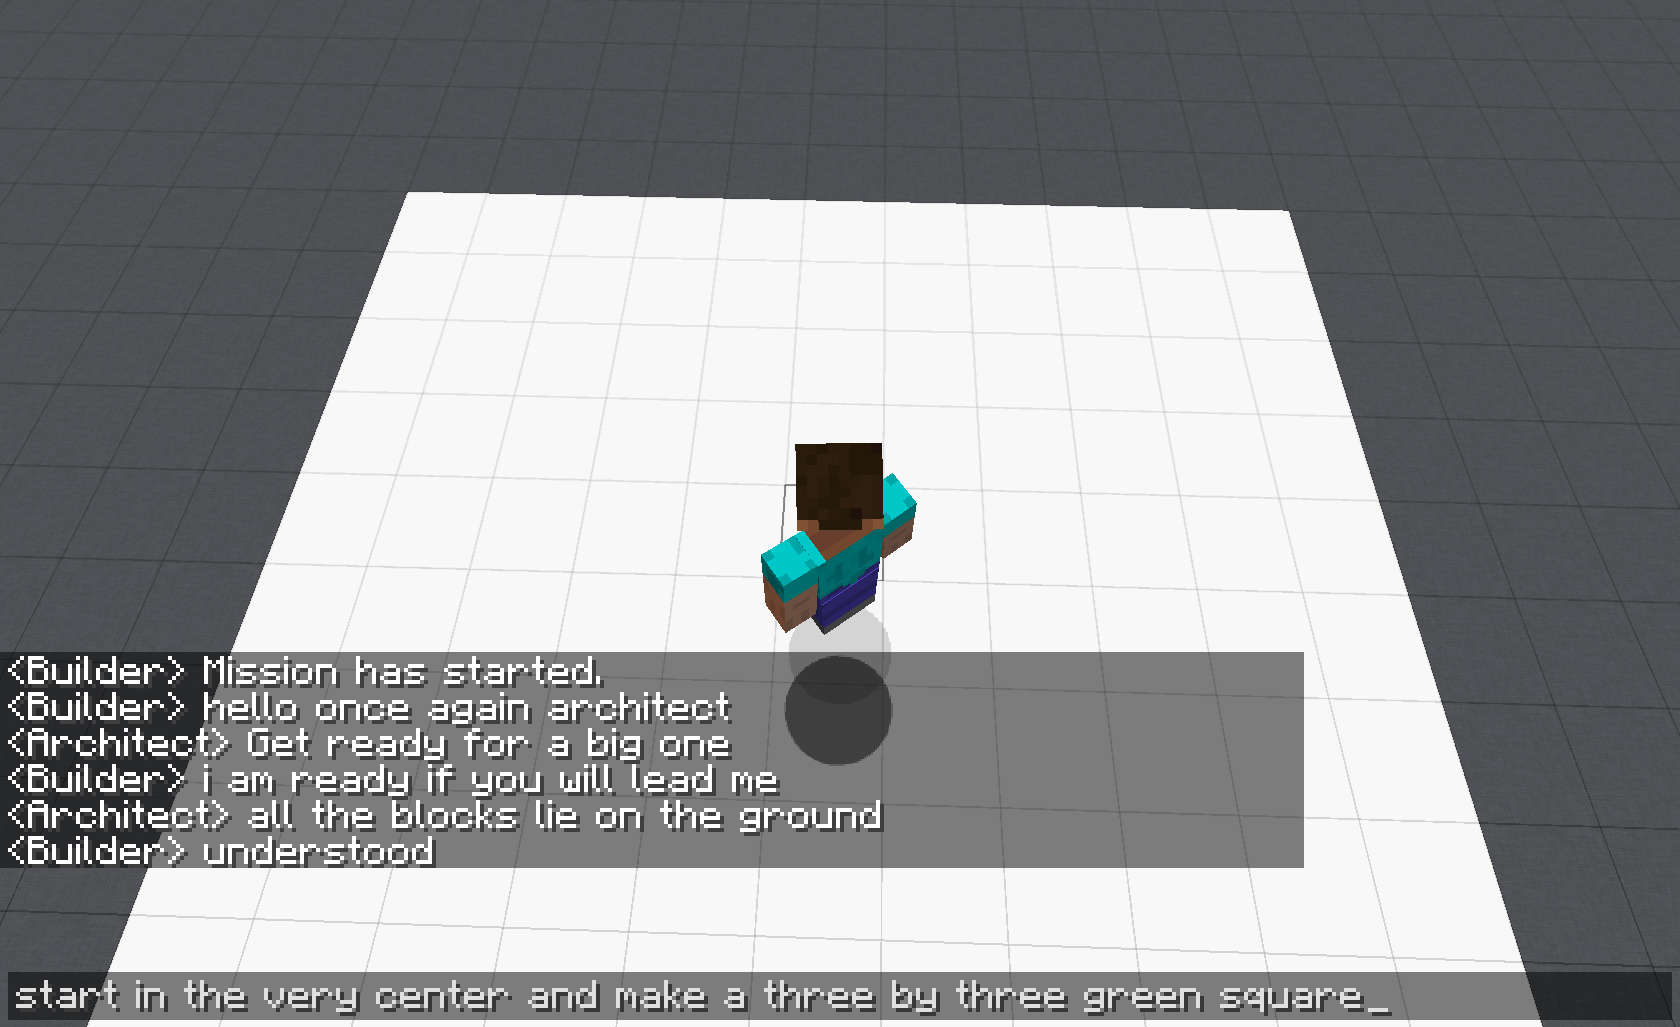 <Builder> Mission has started.
<Builder> hello once again architect
<Architect> Get ready for a big one
<Builder> i am ready if you will lead me
<Architect> all the blocks lie on the ground
<Builder> understood
start in the very center and make a three by three green square_